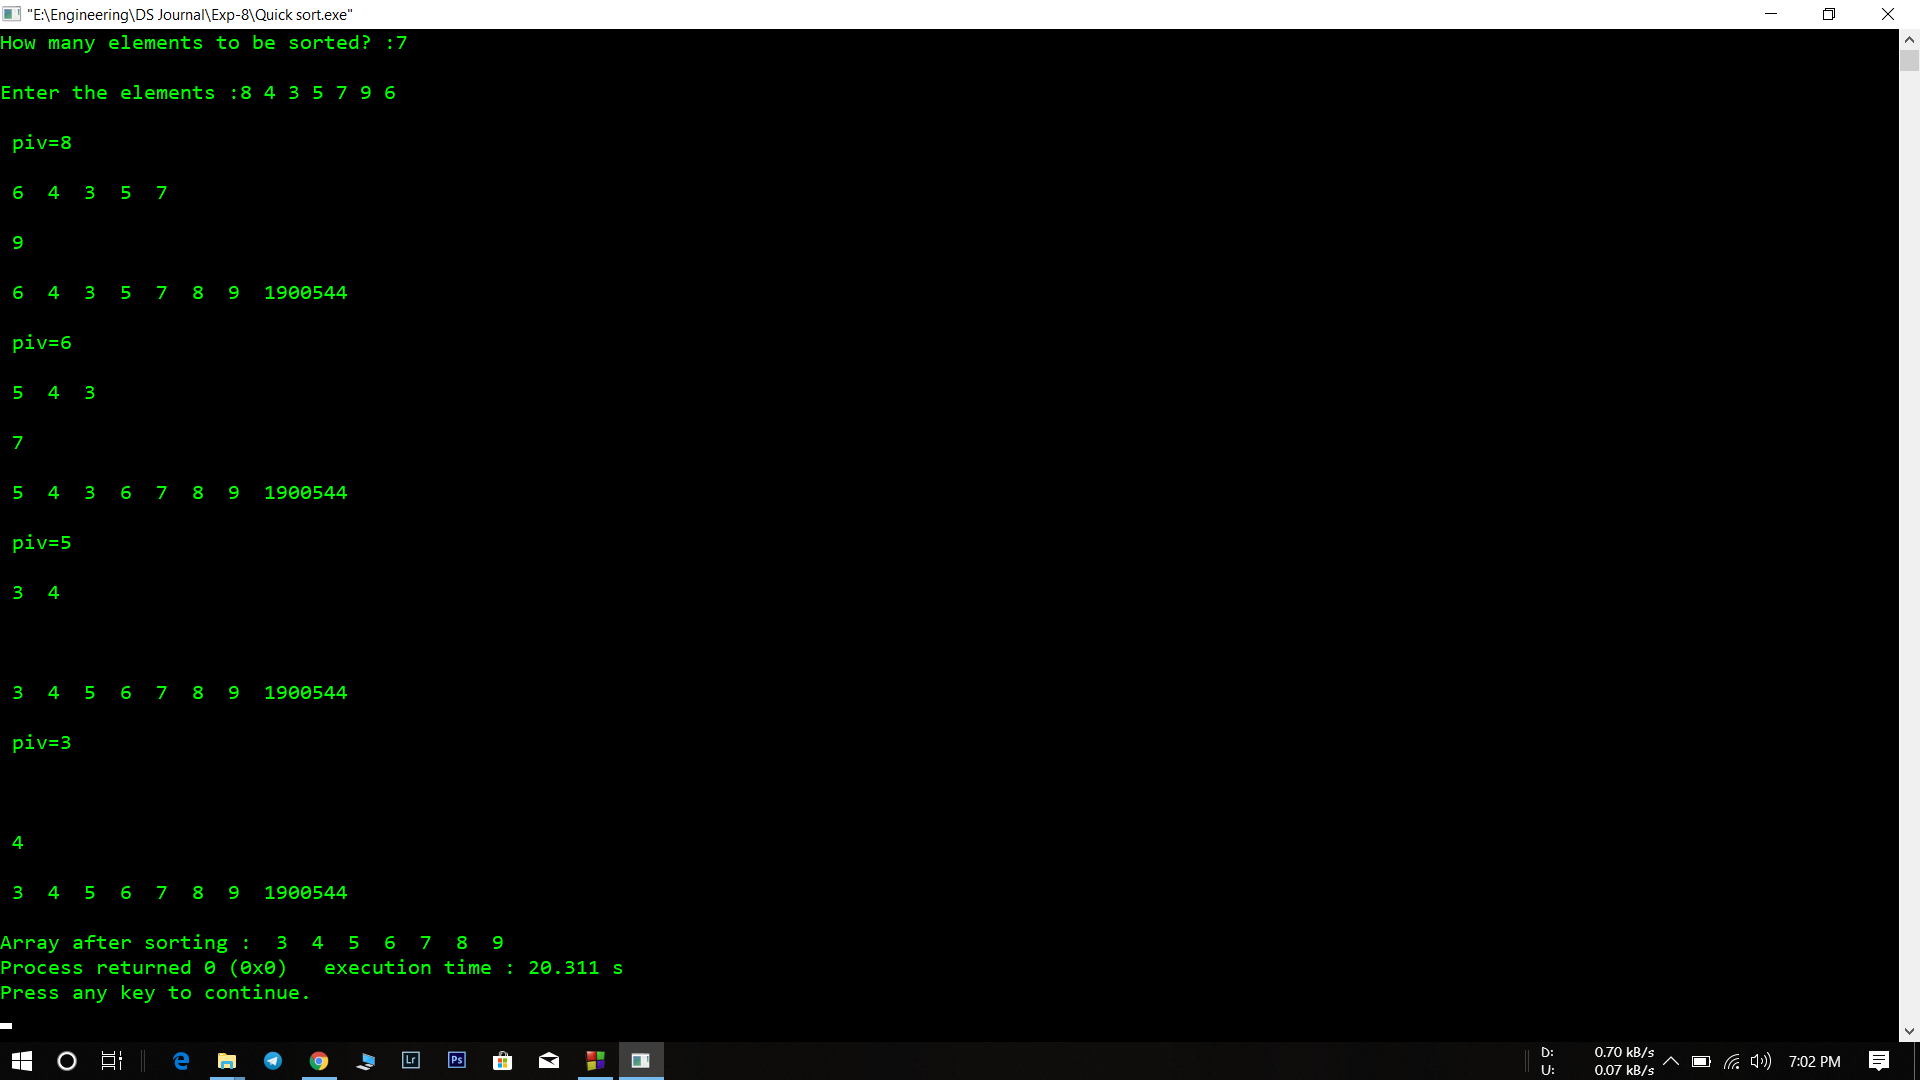 "E:\Engineering\DS Journal\Exp-8\Quick sort.exe"
How many elements to be sorted? :7
Enter the elements :8 4 3 5 7 9 6
piv=8
6  4  3  5  7
9
6  4  3  5  7  8  9  1900544
piv=6
5  4  3
7
5  4  3  6  7  8  9  1900544
piv=5
3  4
3  4  5  6  7  8  9  1900544
piv=3
4
3  4  5  6  7  8  9  1900544
Array after sorting :  3  4  5  6  7  8  9
Process returned 0 (0x0)   execution time : 20.311 s
Press any key to continue.
Lr
Ps
D: 0.70 kB/s
U: 0.07 kB/s
7:02 PM